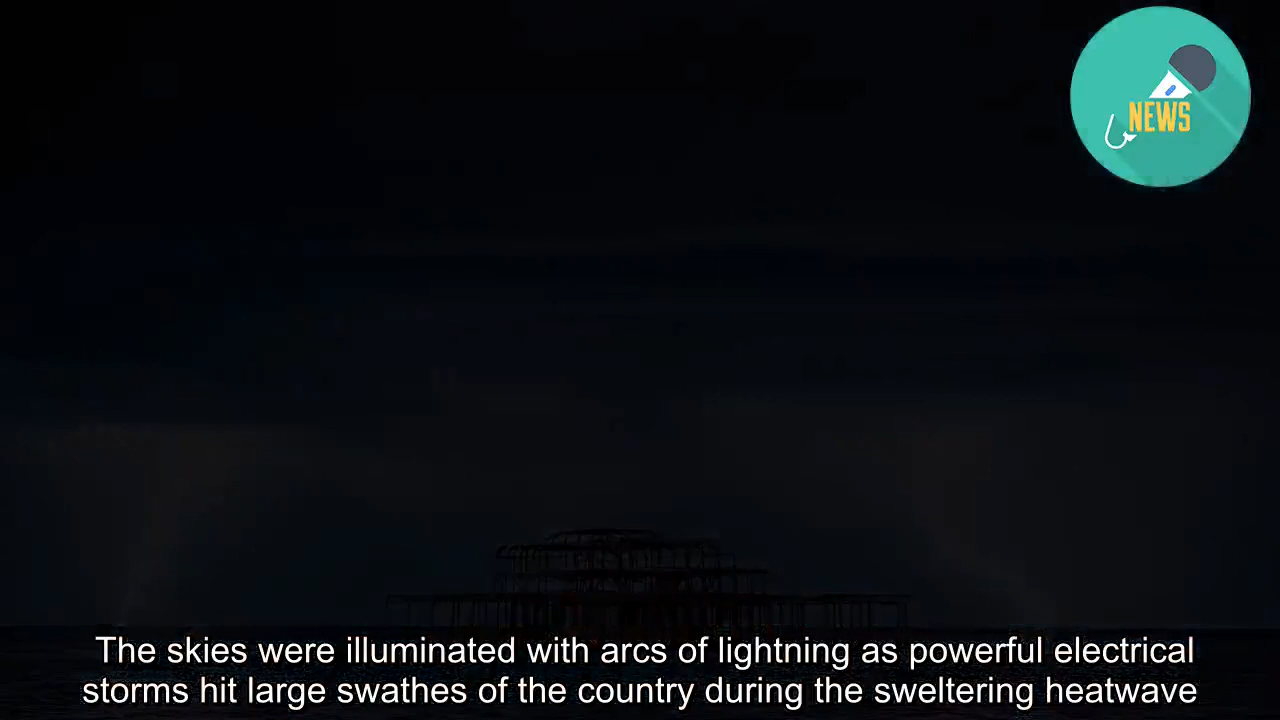 NEWS
The skies were illuminated with arcs of lightning as powerful electrical
storms hit large swathes of the country during the sweltering heatwave